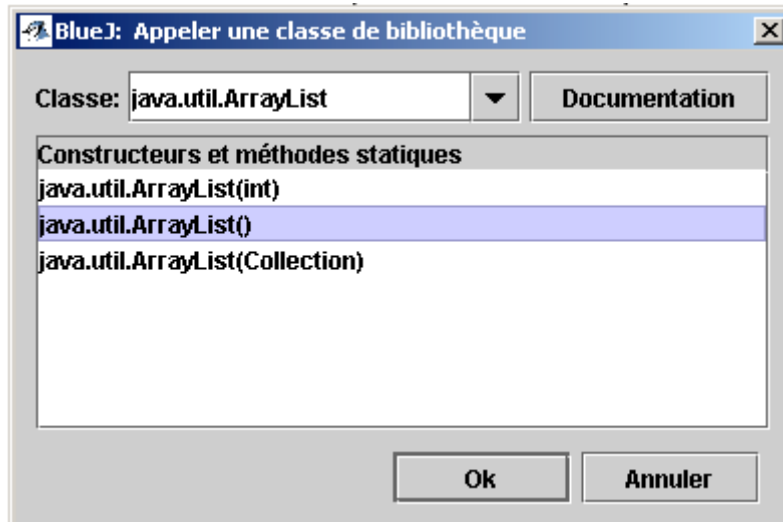 BlueJ: Appeler une classe de bibliothèque
Classe: java.util.ArrayList Documentation
Constructeurs et méthodes statiques
java.util.ArrayList(int)
java.util.ArrayList()
java.util.ArrayList(Collection)
Ok Annuler